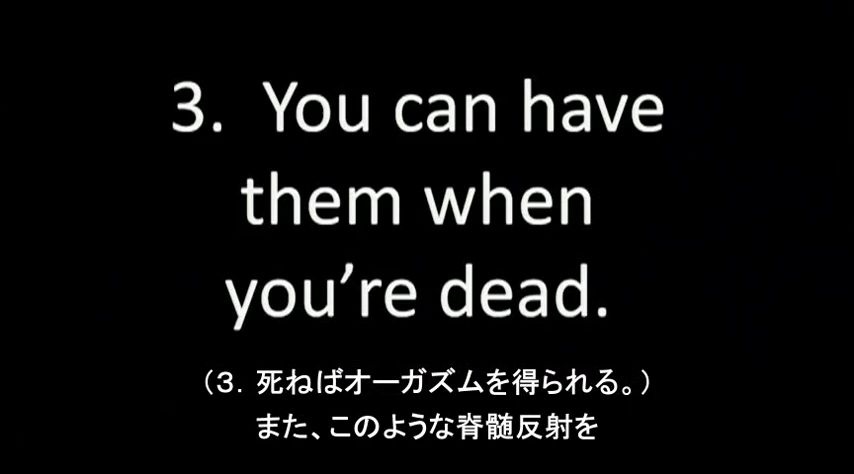 3. You can have
them when
you’re dead.
（３．死ねばオーガズムを得られる。）
また、このような脊髄反射を